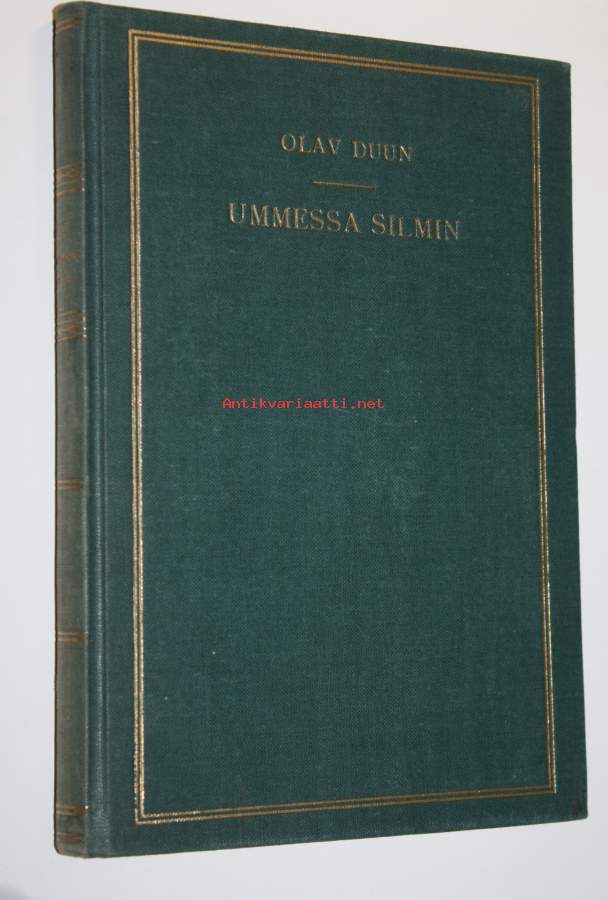 OLAV DUUN
UMMESSA SILMIN
Antikvariaatti.net